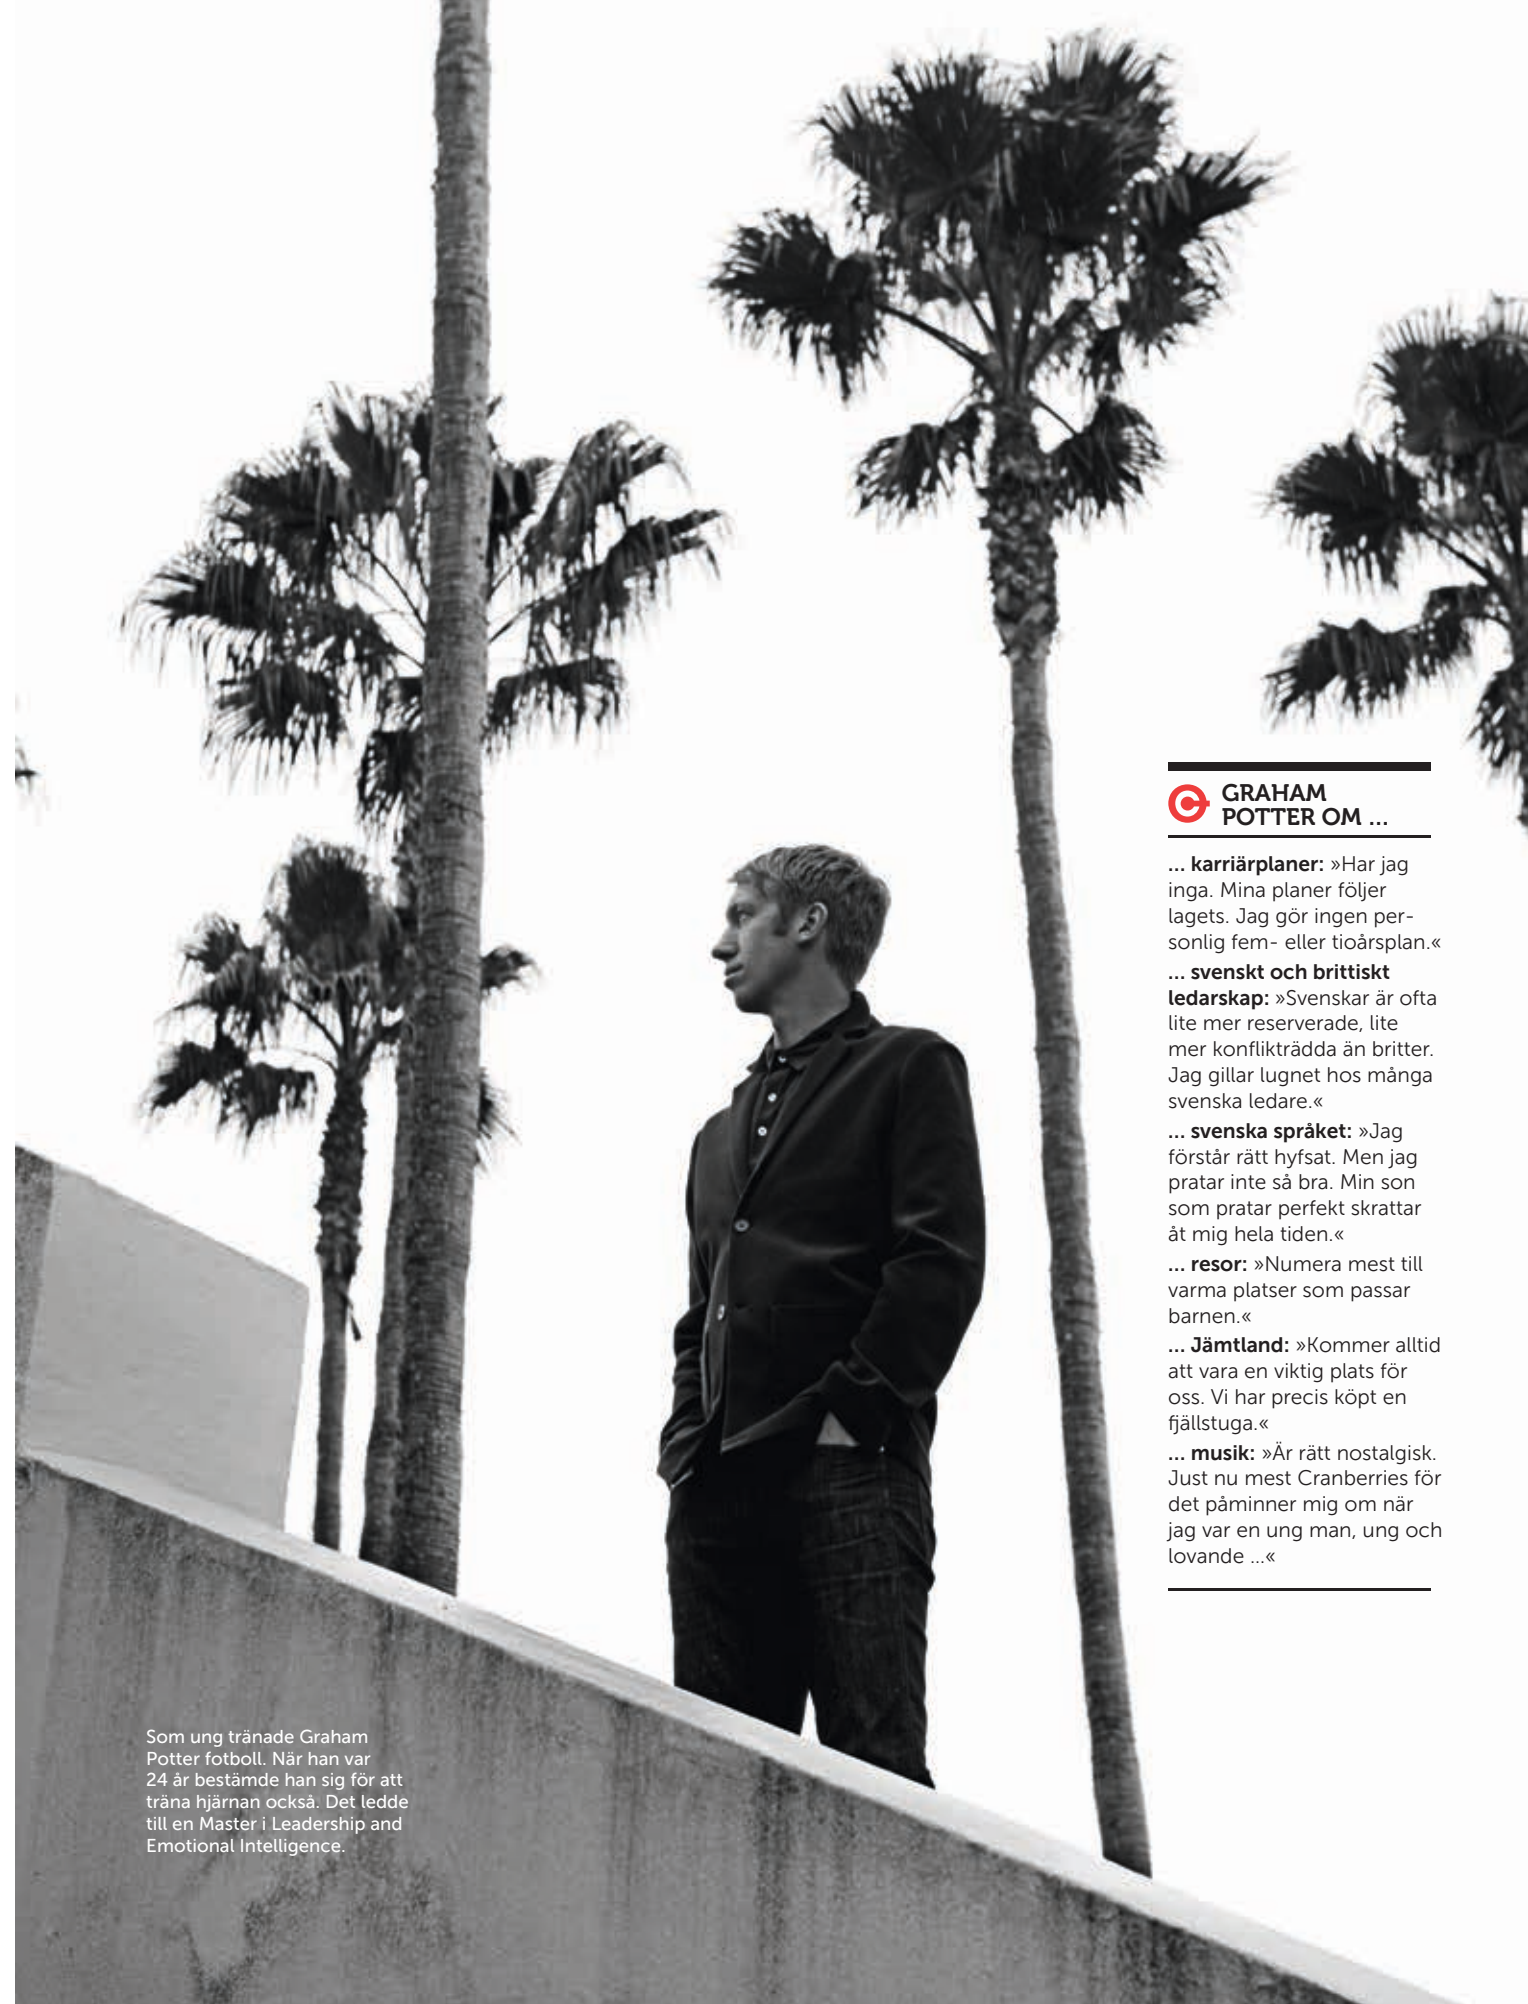 GRAHAM
POTTER OM ...
... karriärplaner: »Har jag
inga. Mina planer följer
lagets. Jag gör ingen per-
sonlig fem- eller tioårsplan.«
... svenskt och brittiskt
ledarskap: »Svenskar är ofta
lite mer reserverade, lite
mer konflikträdda än britter.
Jag gillar lugnet hos många
svenska ledare.«
... svenska språket: »Jag
förstår rätt hyfsat. Men jag
pratar inte så bra. Min son
som pratar perfekt skrattar
åt mig hela tiden.«
... resor: »Numera mest till
varma platser som passar
barnen.«
... Jämtland: »Kommer alltid
att vara en viktig plats för
oss. Vi har precis köpt en
fjällstuga.«
... musik: »Är rätt nostalgisk.
Just nu mest Cranberries för
det påminner mig om när
jag var en ung man, ung och
lovande ...«
Som ung tränade Graham
Potter fotboll. När han var
24 år bestämde han sig för att
träna hjärnan också. Det ledde
till en Master i Leadership and
Emotional Intelligence.